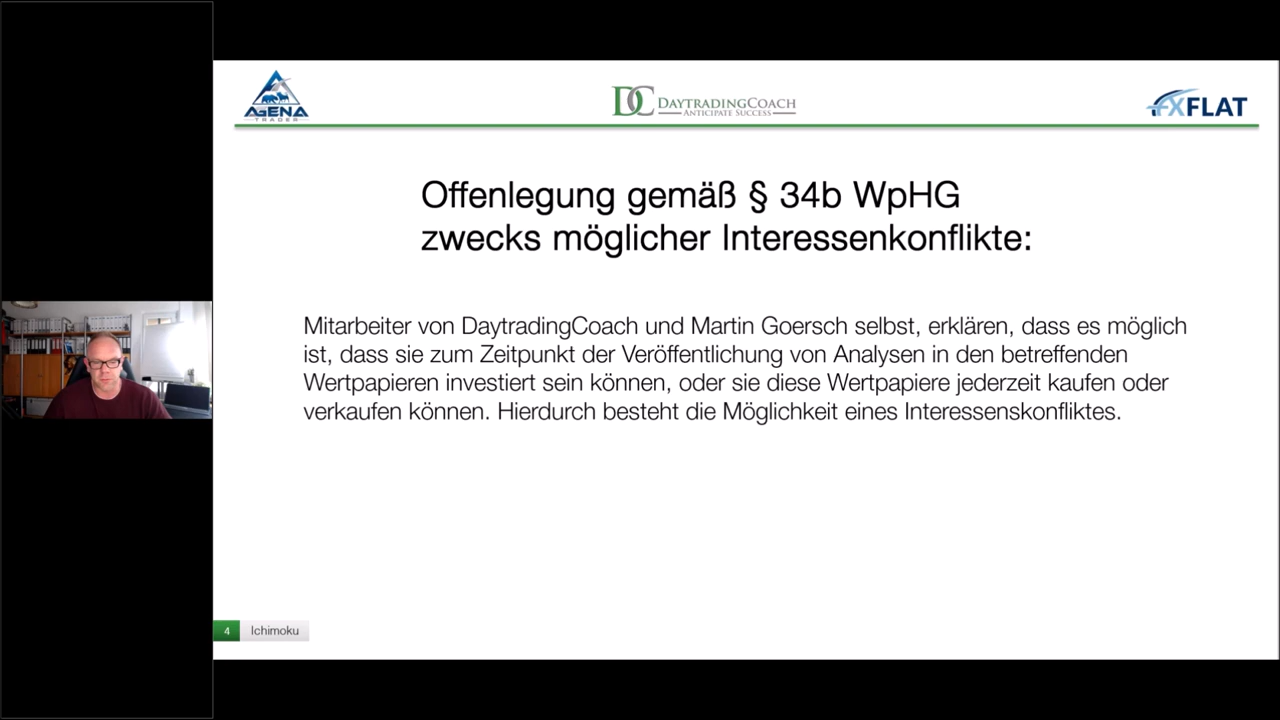 AGENA
TRADER
DC DAYTRADINGCOACH
ANTICIPATE SUCCESS
FXFLAT
Offenlegung gemäß § 34b WpHG
zwecks möglicher Interessenkonflikte:
Mitarbeiter von DaytradingCoach und Martin Goersch selbst, erklären, dass es möglich
ist, dass sie zum Zeitpunkt der Veröffentlichung von Analysen in den betreffenden
Wertpapieren investiert sein können, oder sie diese Wertpapiere jederzeit kaufen oder
verkaufen können. Hierdurch besteht die Möglichkeit eines Interessenskonfliktes.
4 Ichimoku